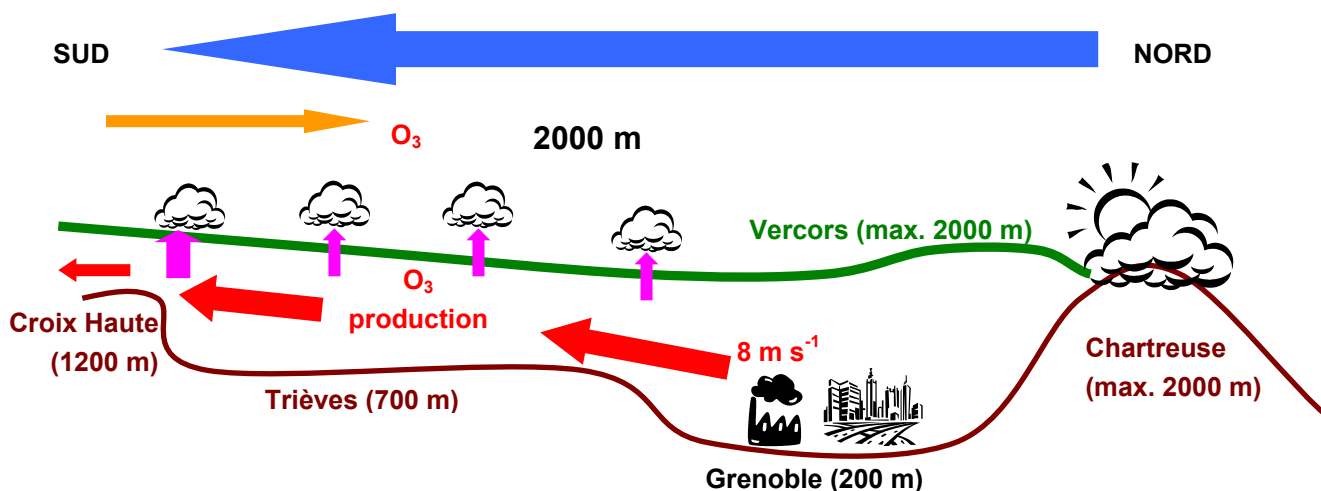 SUD
NORD
O₃
2000 m
Vercors (max. 2000 m)
O₃
production
Croix Haute
(1200 m)
8 m s⁻¹
Chartreuse
(max. 2000 m)
Trièves (700 m)
Grenoble (200 m)